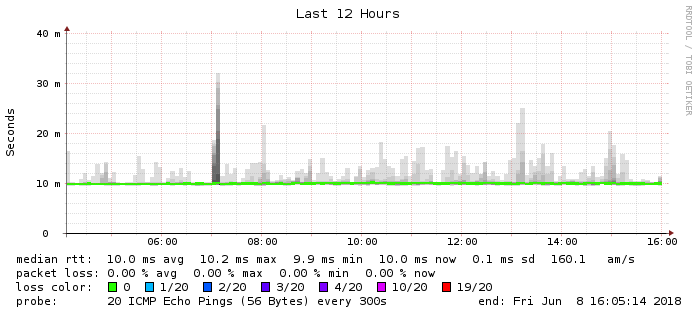 Last 12 Hours
RRDTOOL / TOBI OETIKER
Seconds
40 m
30 m
20 m
10 m
0
06:00 08:00 10:00 12:00 14:00 16:00
median rtt: 10.0 ms avg 10.2 ms max 9.9 ms min 10.0 ms now 0.1 ms sd 160.1 am/s
packet loss: 0.00 % avg 0.00 % max 0.00 % min 0.00 % now
loss color: 0 1/20 2/20 3/20 4/20 10/20 19/20
probe: 20 ICMP Echo Pings (56 Bytes) every 300s end: Fri Jun 8 16:05:14 2018